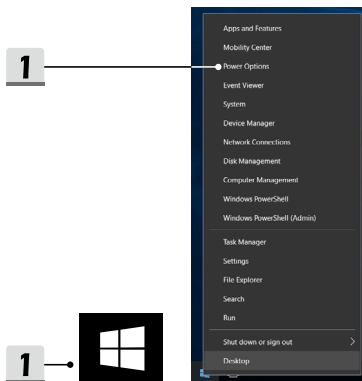 Apps and Features
Mobility Center
1
Power Options
Event Viewer
System
Device Manager
Network Connections
Disk Management
Computer Management
Windows PowerShell
Windows PowerShell (Admin)
Task Manager
Settings
File Explorer
Search
Run
Shut down or sign out
1
Desktop